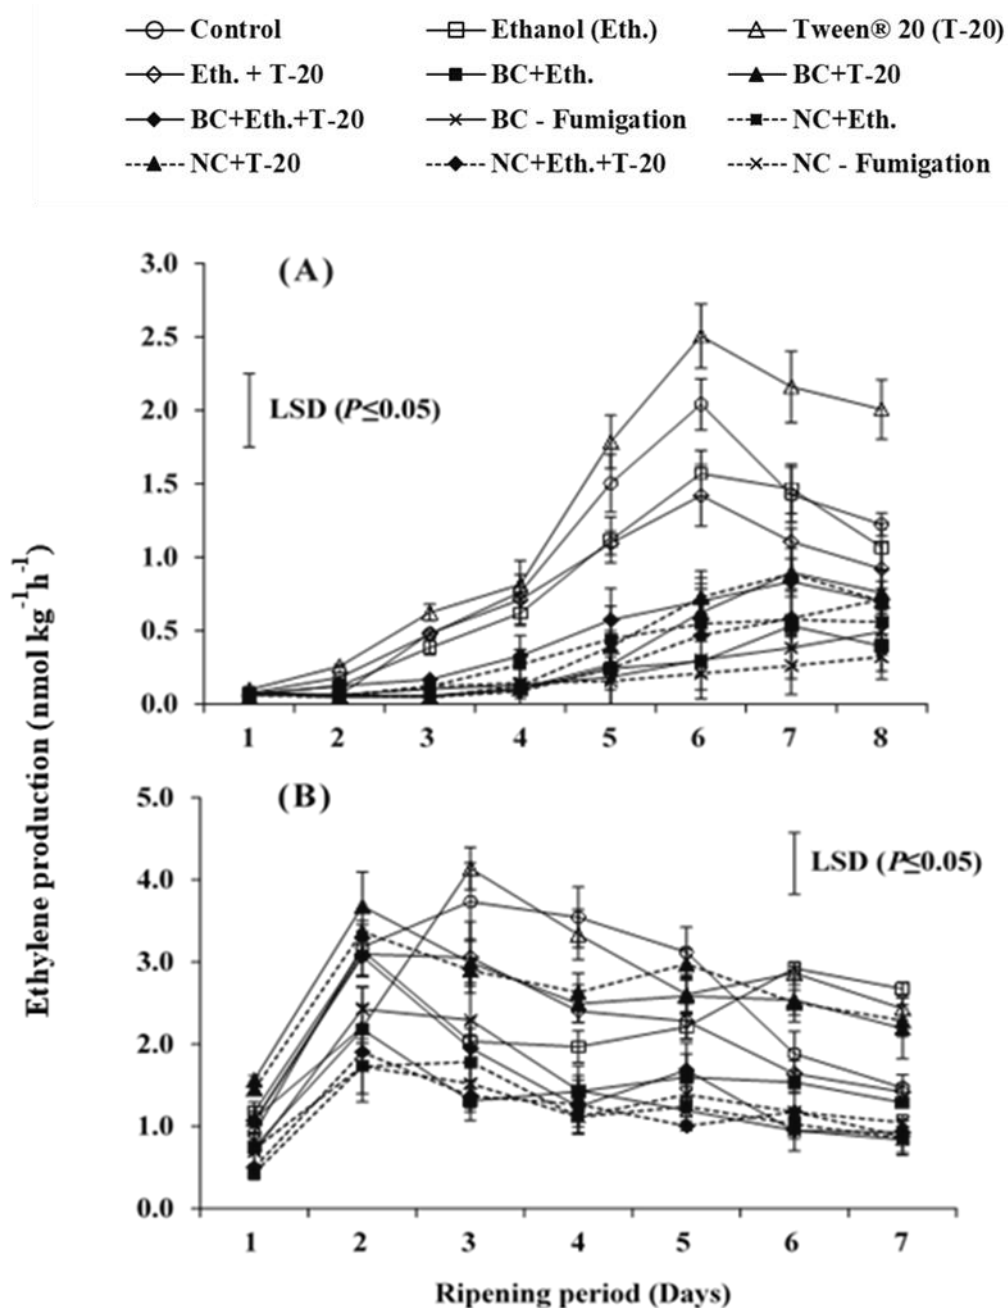 Control Ethanol (Eth.) Tween® 20 (T-20)
Eth. + T-20 BC+Eth. BC+T-20
BC+Eth.+T-20 BC - Fumigation NC+Eth.
NC+T-20 NC+Eth.+T-20 NC - Fumigation
Ethylene production (nmol kg⁻¹h⁻¹)
(A)
3.0
2.5
2.0
1.5
1.0
0.5
0.0
LSD (P≤0.05)
1 2 3 4 5 6 7 8
(B)
5.0
4.0
3.0
2.0
1.0
0.0
LSD (P≤0.05)
1 2 3 4 5 6 7
Ripening period (Days)